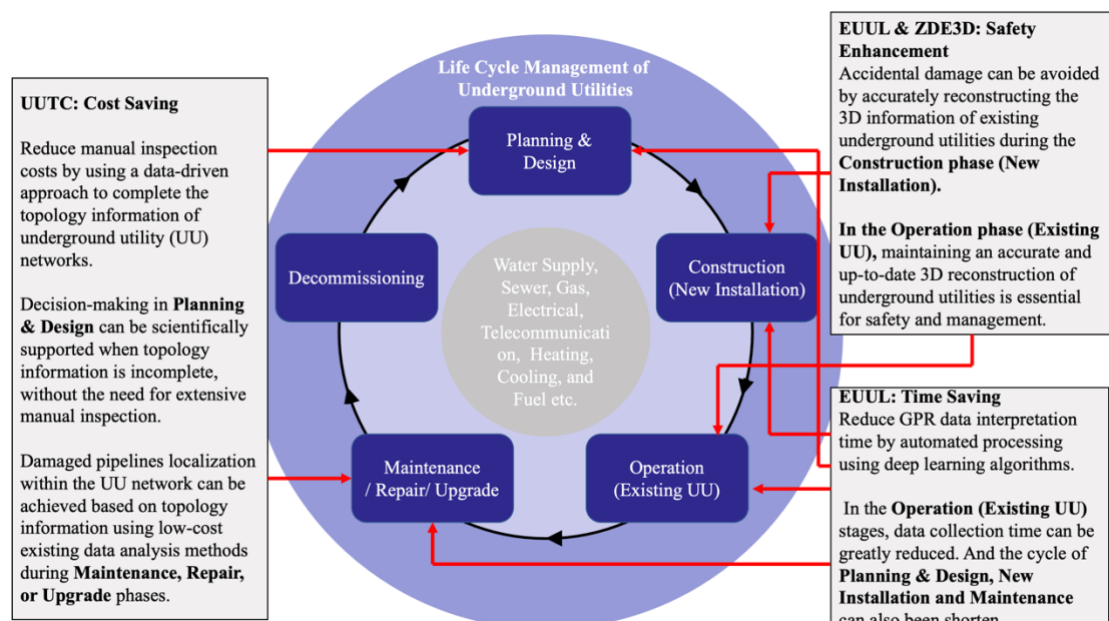 UUTC: Cost Saving
Reduce manual inspection
costs by using a data-driven
approach to complete the
topology information of
underground utility (UU)
networks.
Decision-making in Planning
& Design can be scientifically
supported when topology
information is incomplete,
without the need for extensive
manual inspection.
Damaged pipelines localization
within the UU network can be
achieved based on topology
information using low-cost
existing data analysis methods
during Maintenance, Repair,
or Upgrade phases.
Life Cycle Management of
Underground Utilities
Planning &
Design
Decommissioning
Construction
(New Installation)
Water Supply,
Sewer, Gas,
Electrical,
Telecommunicati
on, Heating,
Cooling, and
Fuel etc.
Maintenance
/ Repair/ Upgrade
Operation
(Existing UU)
EUUL & ZDE3D: Safety
Enhancement
Accidental damage can be avoided
by accurately reconstructing the
3D information of existing
underground utilities during the
Construction phase (New
Installation).
In the Operation phase (Existing
UU), maintaining an accurate and
up-to-date 3D reconstruction of
underground utilities is essential
for safety and management.
EUUL: Time Saving
Reduce GPR data interpretation
time by automated processing
using deep learning algorithms.
In the Operation (Existing UU)
stages, data collection time can be
greatly reduced. And the cycle of
Planning & Design, New
Installation and Maintenance
can also been shorten